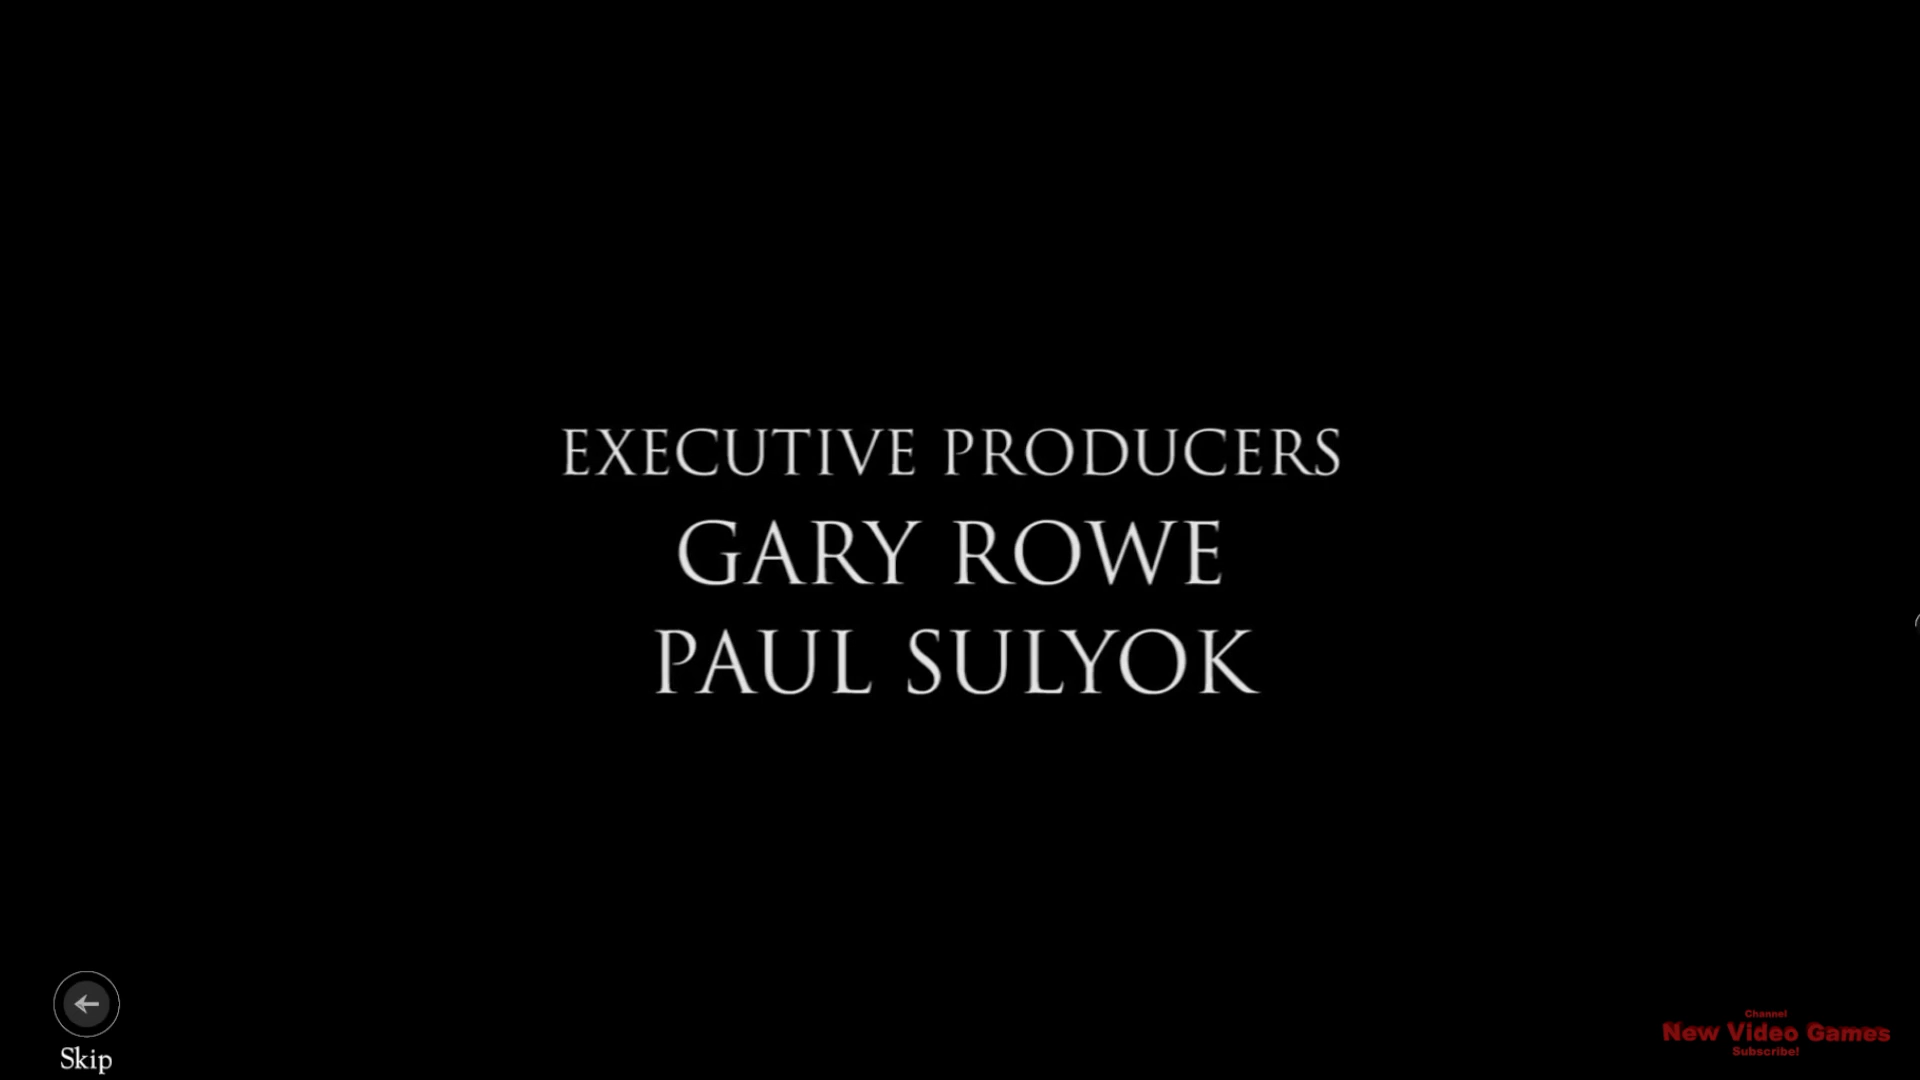 EXECUTIVE PRODUCERS
GARY ROWE
PAUL SULYOK
Skip
Channel
New Video Games
Subscribe!